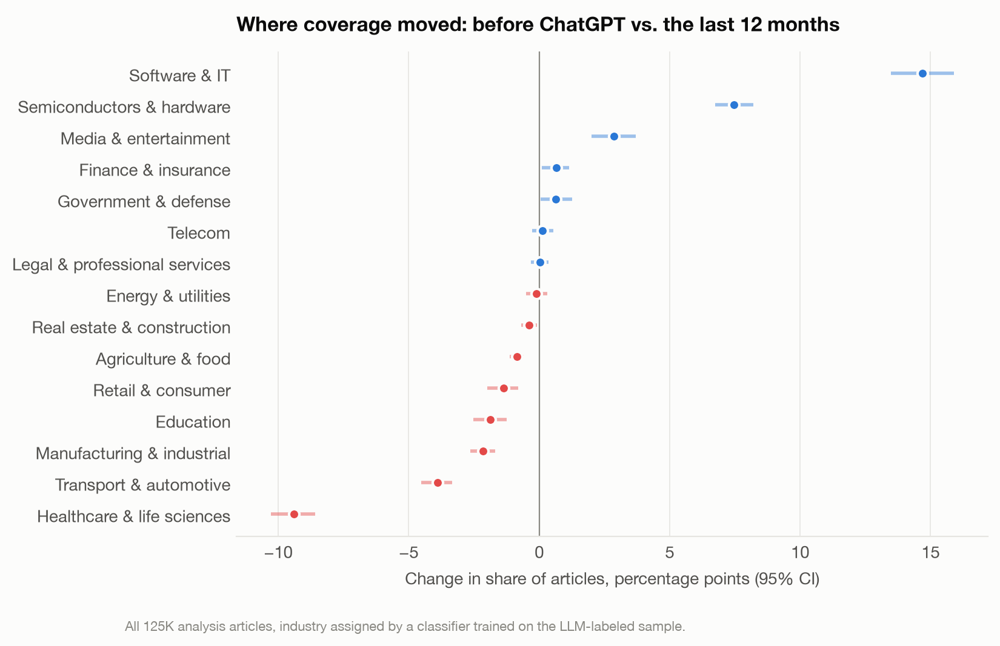 Where coverage moved: before ChatGPT vs. the last 12 months
Software & IT
Semiconductors & hardware
Media & entertainment
Finance & insurance
Government & defense
Telecom
Legal & professional services
Energy & utilities
Real estate & construction
Agriculture & food
Retail & consumer
Education
Manufacturing & industrial
Transport & automotive
Healthcare & life sciences
−10 −5 0 5 10 15
Change in share of articles, percentage points (95% CI)
All 125K analysis articles, industry assigned by a classifier trained on the LLM-labeled sample.